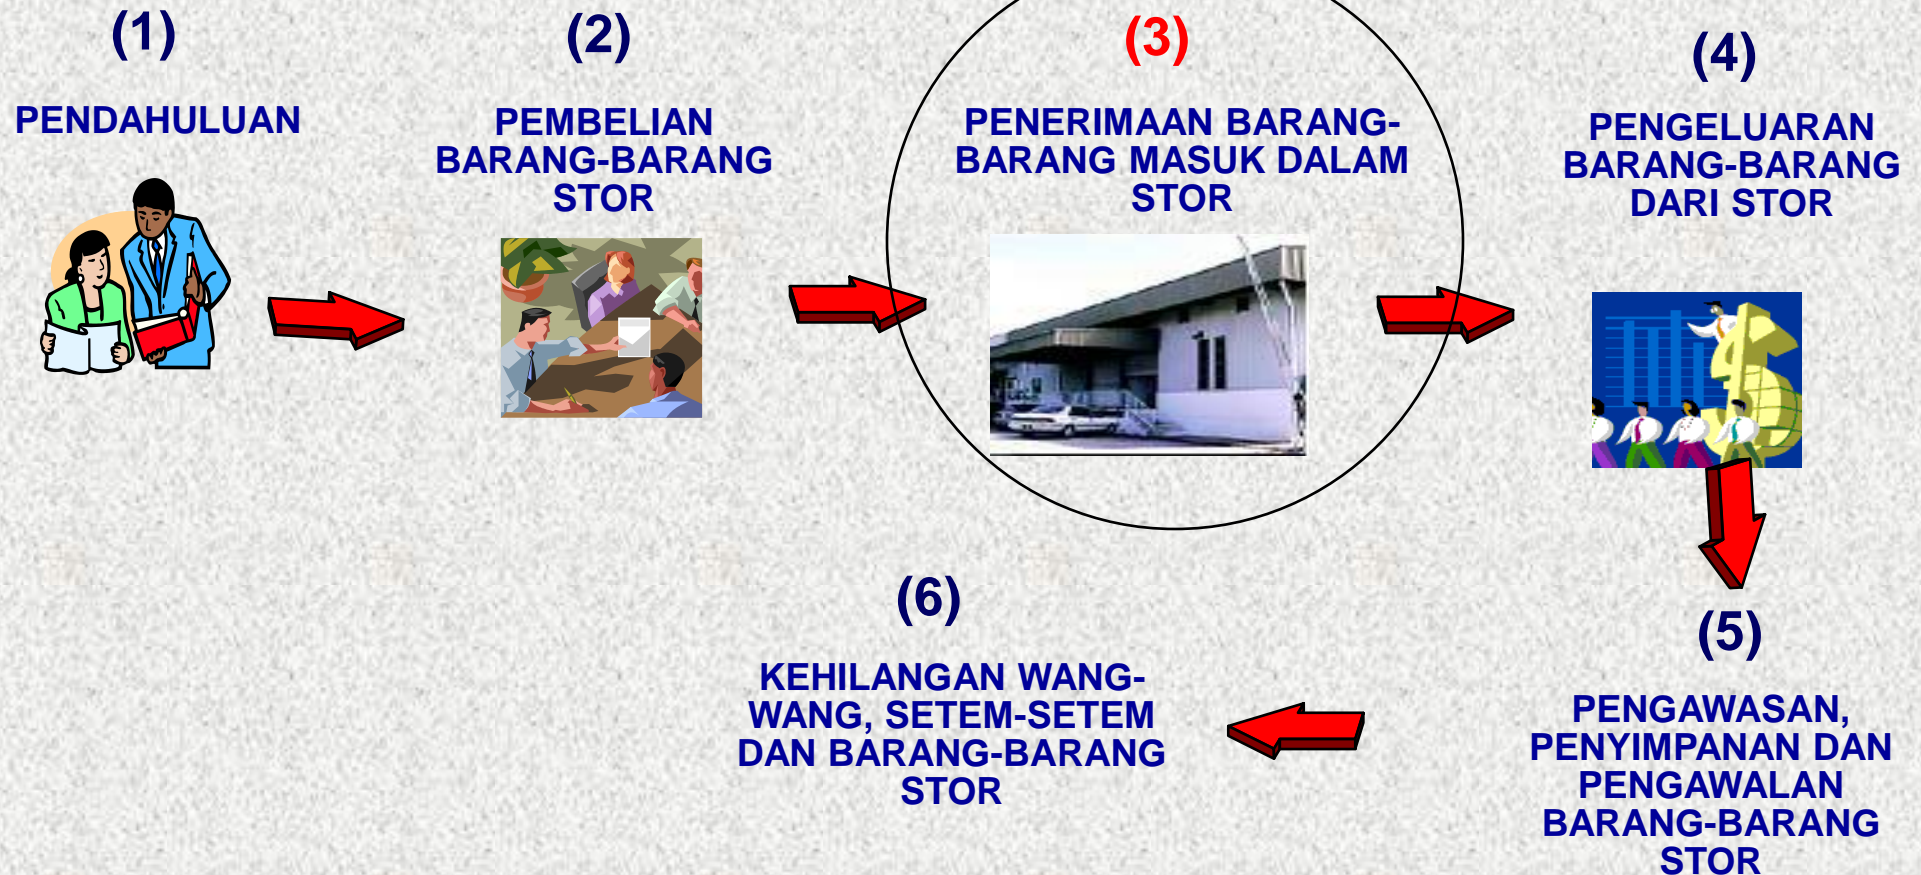 (1)
PENDAHULUAN
(2)
PEMBELIAN
BARANG-BARANG
STOR
(3)
PENERIMAAN BARANG-
BARANG MASUK DALAM
STOR
(4)
PENGELUARAN
BARANG-BARANG
DARI STOR
(5)
PENGAWASAN,
PENYIMPANAN DAN
PENGAWALAN
BARANG-BARANG
STOR
(6)
KEHILANGAN WANG-
WANG, SETEM-SETEM
DAN BARANG-BARANG
STOR